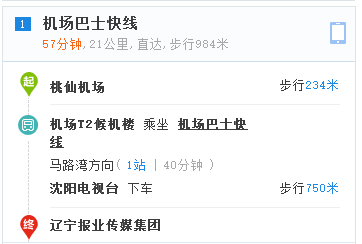 1 机场巴士快线
57分钟, 21公里, 直达, 步行984米
起 桃仙机场 步行234米
机场T2候机楼 乘坐 机场巴士快
线
马路湾方向( 1站 | 40分钟 )
沈阳电视台 下车 步行750米
终 辽宁报业传媒集团